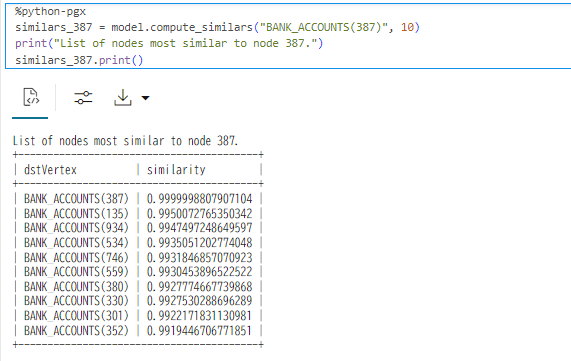 %python-pgx
similars_387 = model.compute_similars("BANK_ACCOUNTS(387)", 10)
print("List of nodes most similar to node 387.")
similars_387.print()
List of nodes most similar to node 387.
+-----------------------------------------+
| dstVertex          | similarity         |
+-----------------------------------------+
| BANK_ACCOUNTS(387) | 0.9999998807907104 |
| BANK_ACCOUNTS(135) | 0.9950072765350342 |
| BANK_ACCOUNTS(934) | 0.9947497248649597 |
| BANK_ACCOUNTS(534) | 0.9935051202774048 |
| BANK_ACCOUNTS(746) | 0.9931846857070923 |
| BANK_ACCOUNTS(559) | 0.9930453896522522 |
| BANK_ACCOUNTS(380) | 0.9927774667739868 |
| BANK_ACCOUNTS(330) | 0.9927530288696289 |
| BANK_ACCOUNTS(301) | 0.9922171831130981 |
| BANK_ACCOUNTS(352) | 0.9919446706771851 |
+-----------------------------------------+